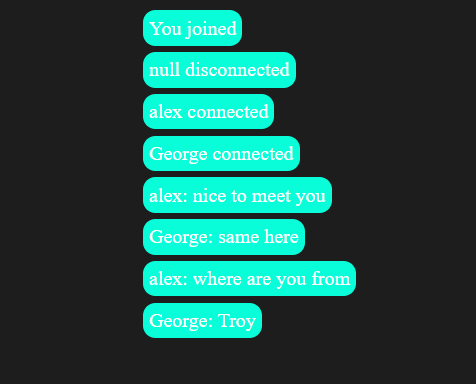 You joined
null disconnected
alex connected
George connected
alex: nice to meet you
George: same here
alex: where are you from
George: Troy